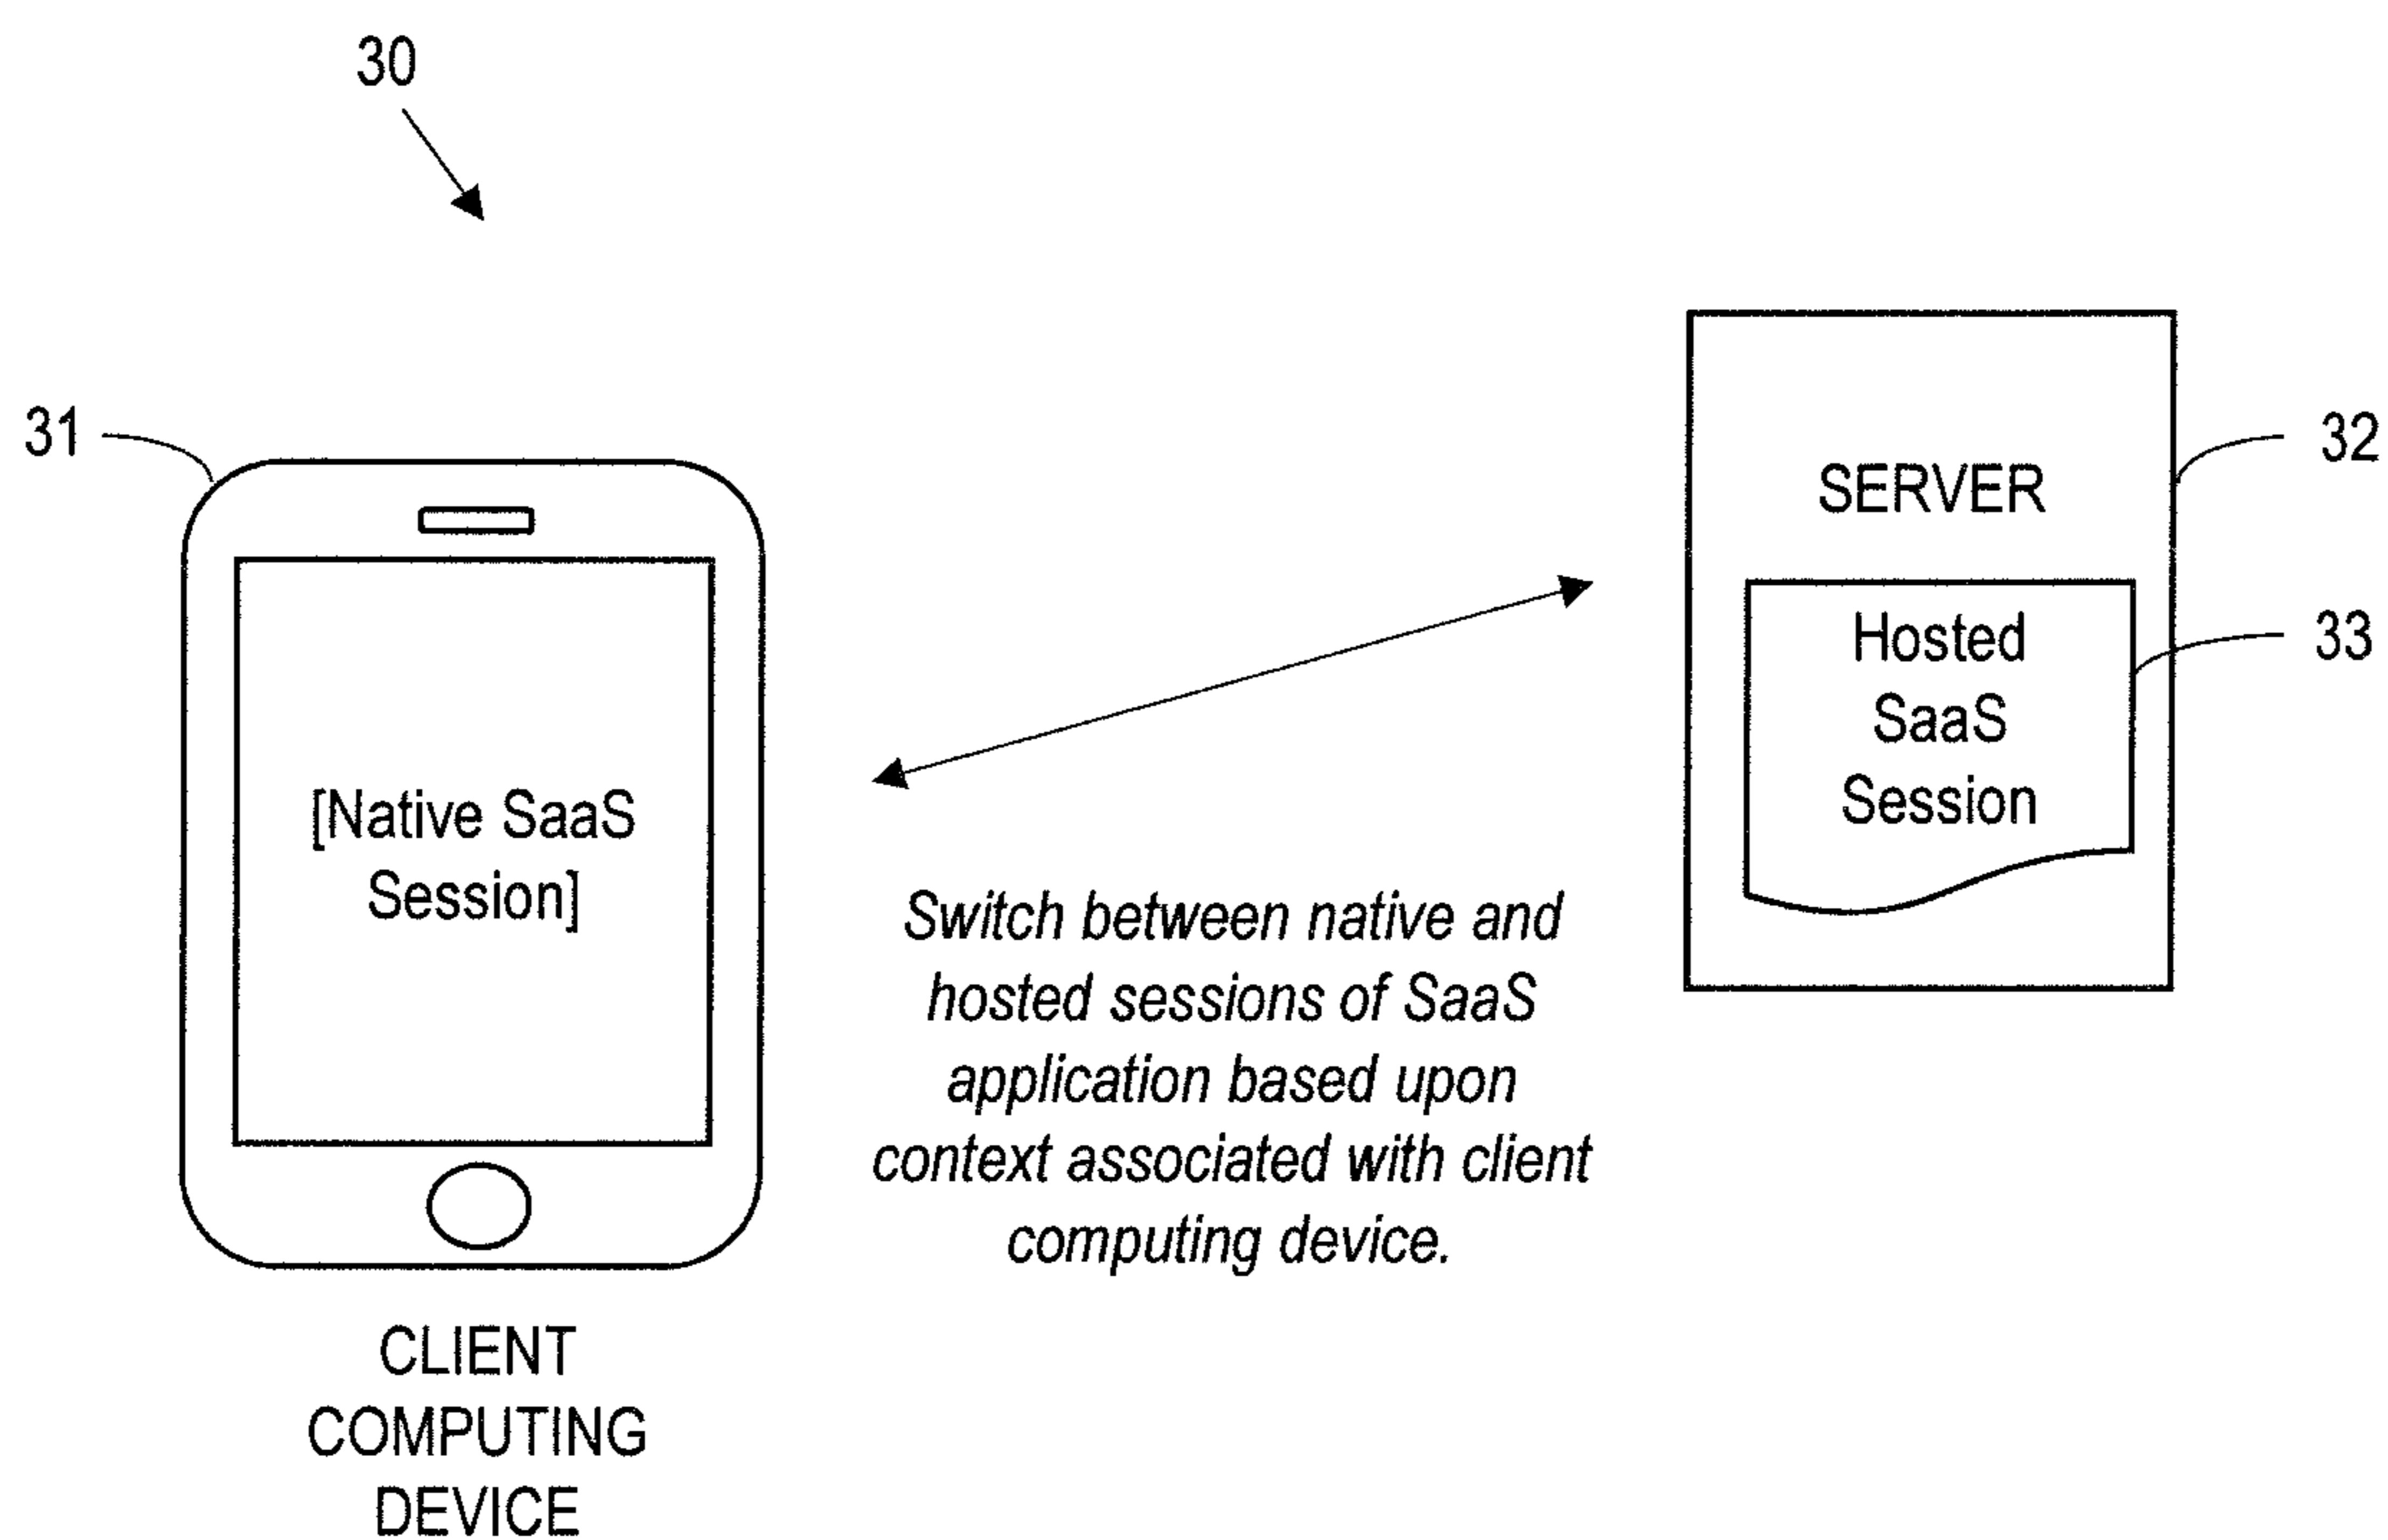 30
31
[Native SaaS
Session]
CLIENT
COMPUTING
DEVICE
Switch between native and
hosted sessions of SaaS
application based upon
context associated with client
computing device.
SERVER
32
Hosted
SaaS
Session
33